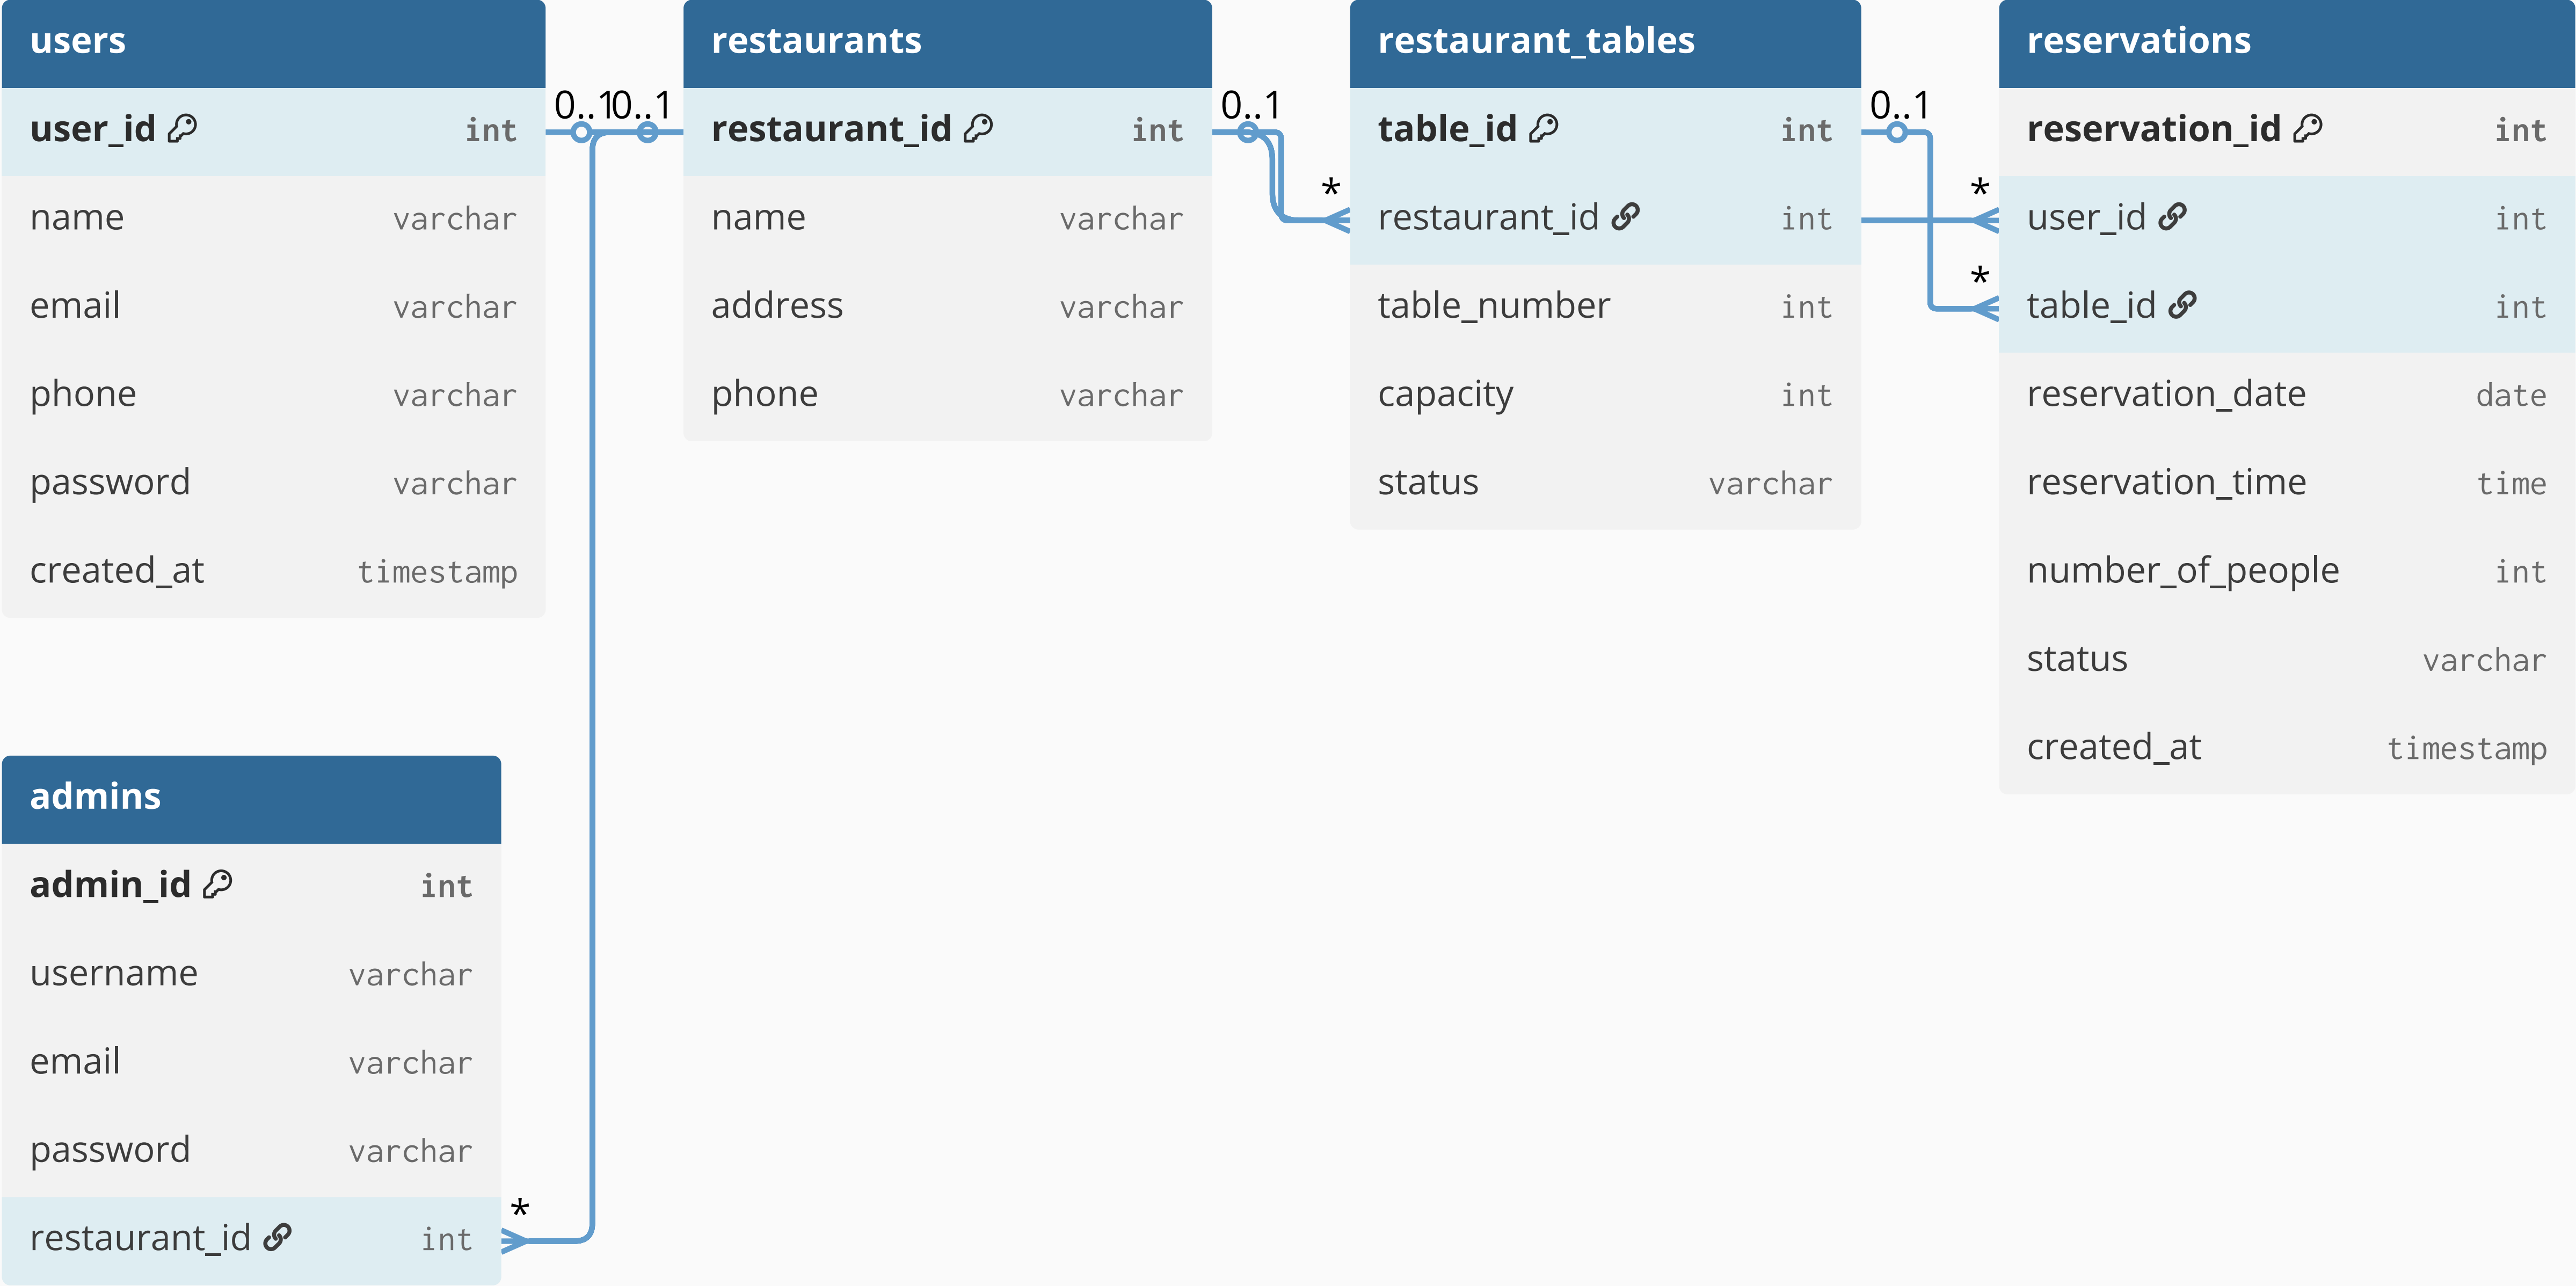 users
user_id int
name varchar
email varchar
phone varchar
password varchar
created_at timestamp
0..1
0..1
restaurants
restaurant_id int
name varchar
address varchar
phone varchar
0..1
*
restaurant_tables
table_id int
restaurant_id int
table_number int
capacity int
status varchar
0..1
*
*
reservations
reservation_id int
user_id int
table_id int
reservation_date date
reservation_time time
number_of_people int
status varchar
created_at timestamp
admins
admin_id int
username varchar
email varchar
password varchar
restaurant_id int
*